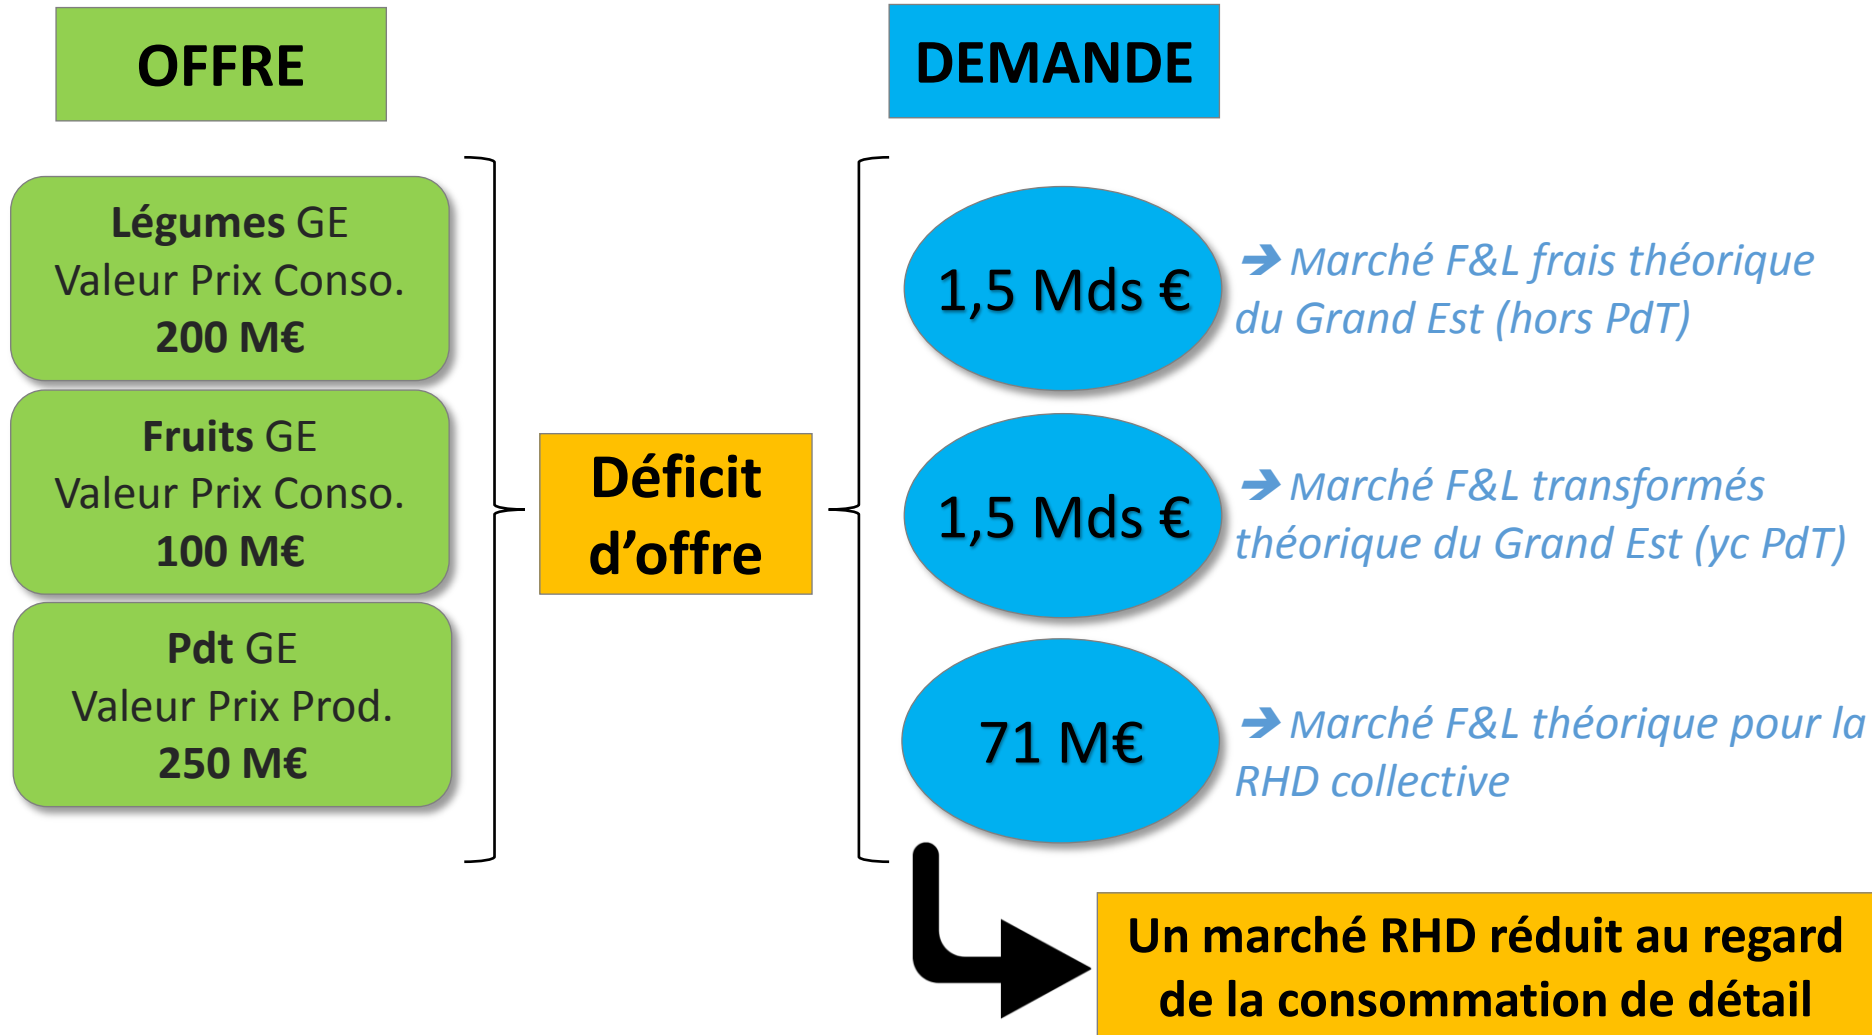 OFFRE
DEMANDE
Légumes GE
Valeur Prix Conso.
200 M€
Fruits GE
Valeur Prix Conso.
100 M€
Pdt GE
Valeur Prix Prod.
250 M€
Déficit
d’offre
1,5 Mds €
➔ Marché F&L frais théorique
du Grand Est (hors PdT)
1,5 Mds €
➔ Marché F&L transformés
théorique du Grand Est (yc PdT)
71 M€
➔ Marché F&L théorique pour la
RHD collective
Un marché RHD réduit au regard
de la consommation de détail